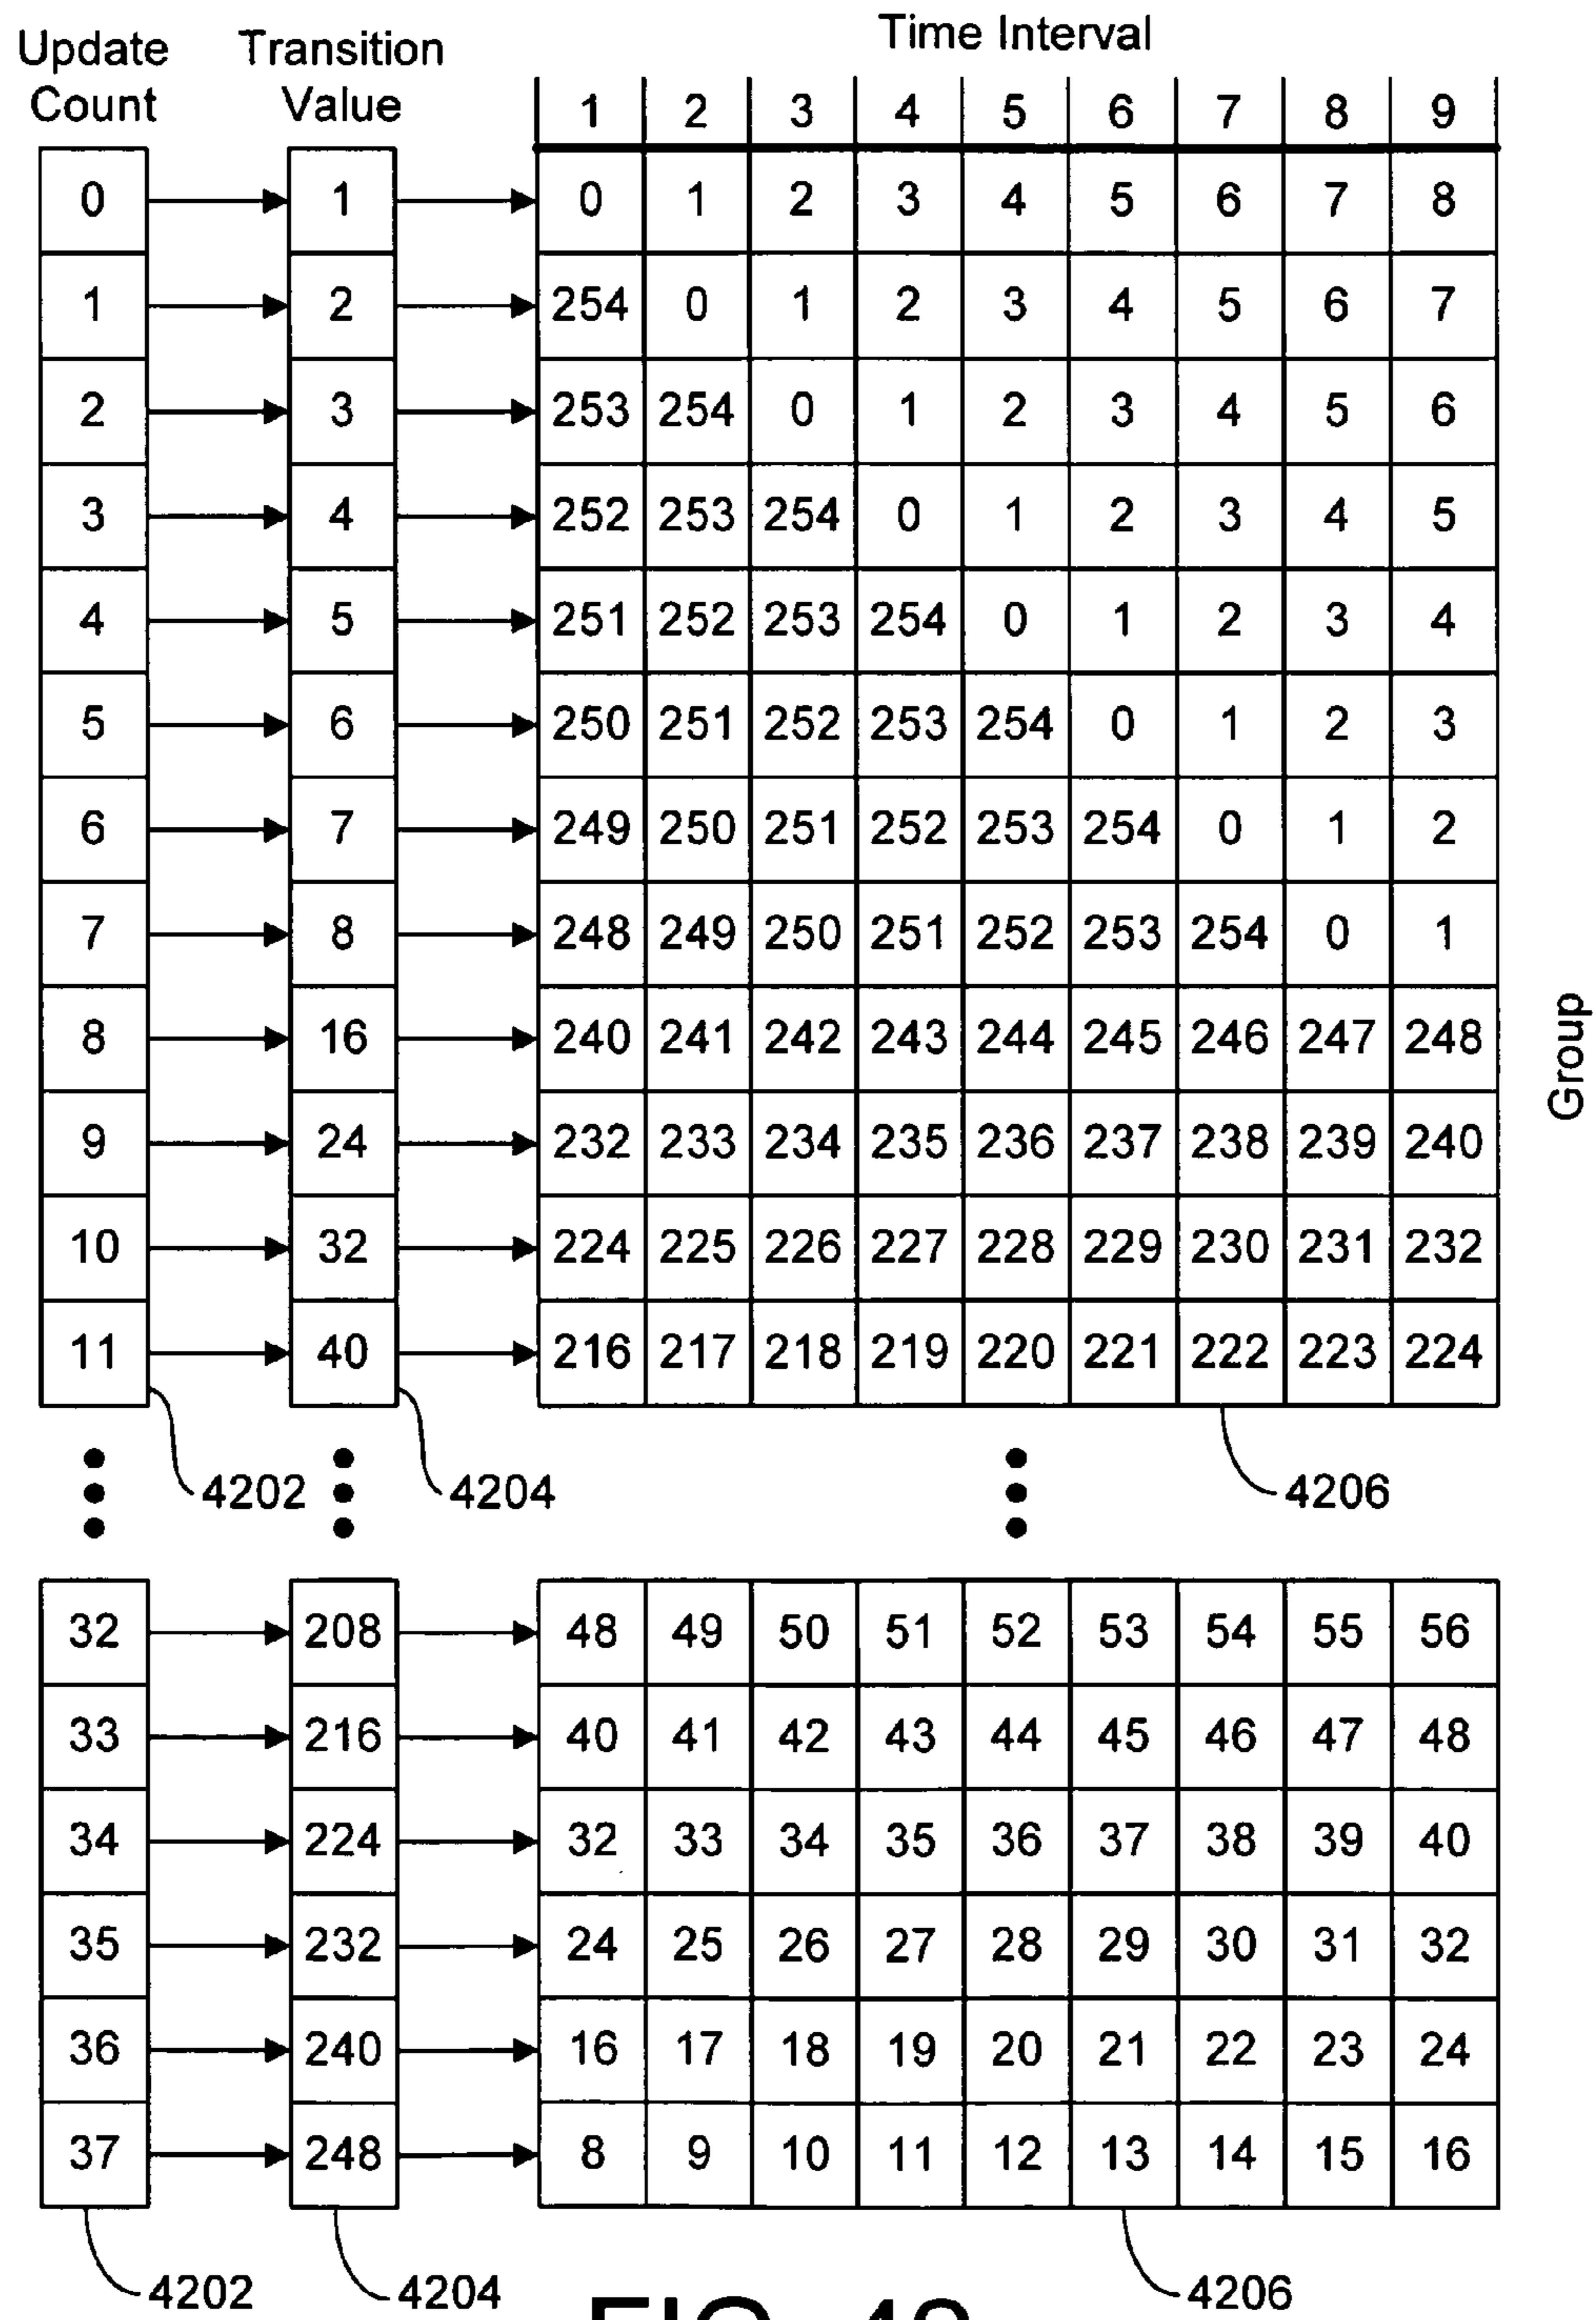 Update Count
Transition Value
Time Interval
1 2 3 4 5 6 7 8 9
0 1 0 1 2 3 4 5 6 7 8
1 2 254 0 1 2 3 4 5 6 7
2 3 253 254 0 1 2 3 4 5 6
3 4 252 253 254 0 1 2 3 4 5
4 5 251 252 253 254 0 1 2 3 4
5 6 250 251 252 253 254 0 1 2 3
6 7 249 250 251 252 253 254 0 1 2
7 8 248 249 250 251 252 253 254 0 1
8 16 240 241 242 243 244 245 246 247 248
9 24 232 233 234 235 236 237 238 239 240
10 32 224 225 226 227 228 229 230 231 232
11 40 216 217 218 219 220 221 222 223 224
Group
4202 4204 4206
32 208 48 49 50 51 52 53 54 55 56
33 216 40 41 42 43 44 45 46 47 48
34 224 32 33 34 35 36 37 38 39 40
35 232 24 25 26 27 28 29 30 31 32
36 240 16 17 18 19 20 21 22 23 24
37 248 8 9 10 11 12 13 14 15 16
4202 4204 4206